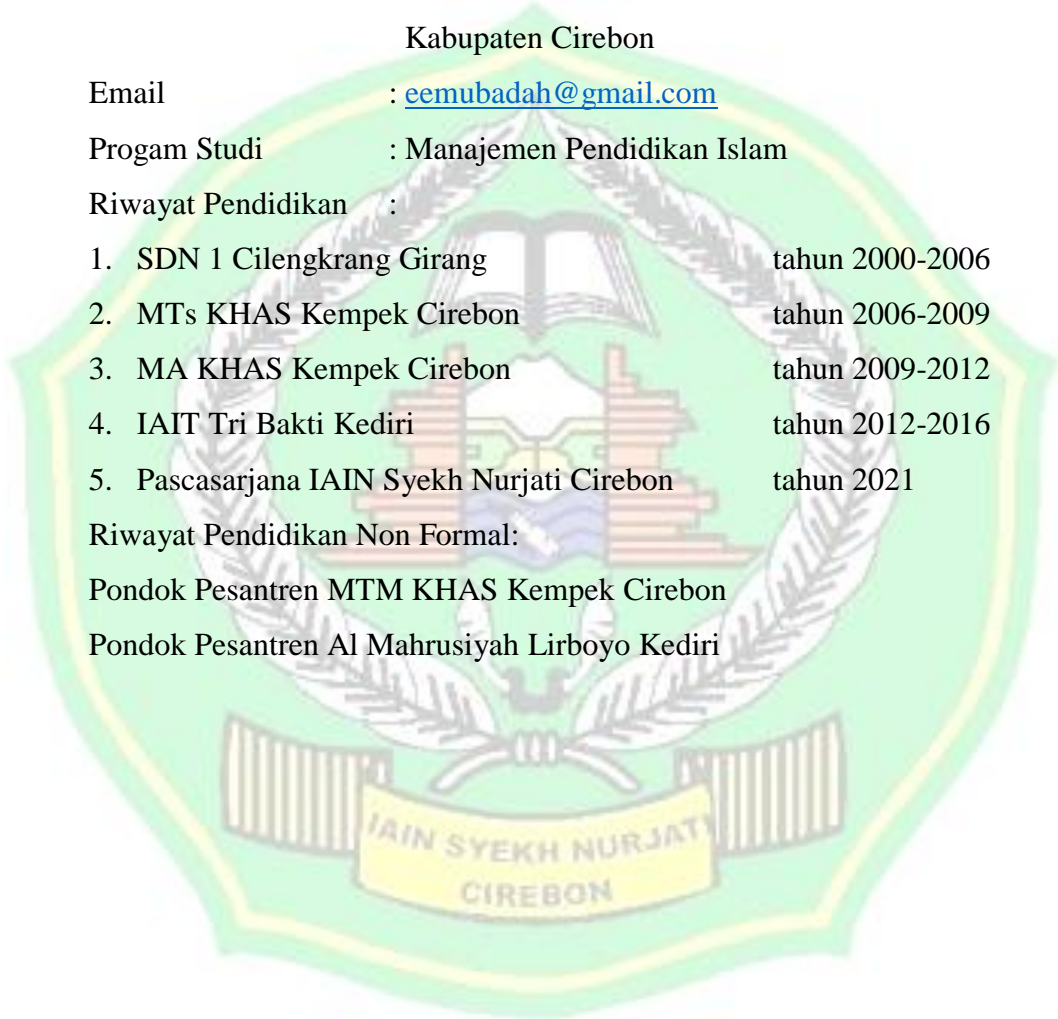 Kabupaten Cirebon
Email : eemubadah@gmail.com
Progam Studi : Manajemen Pendidikan Islam
Riwayat Pendidikan :
1. SDN 1 Cilengkrang Girang tahun 2000-2006
2. MTs KHAS Kempek Cirebon tahun 2006-2009
3. MA KHAS Kempek Cirebon tahun 2009-2012
4. IAIT Tri Bakti Kediri tahun 2012-2016
5. Pascasarjana IAIN Syekh Nurjati Cirebon tahun 2021
Riwayat Pendidikan Non Formal:
Pondok Pesantren MTM KHAS Kempek Cirebon
Pondok Pesantren Al Mahrusiyah Lirboyo Kediri
IAIN SYEKH NURJATI
CIREBON